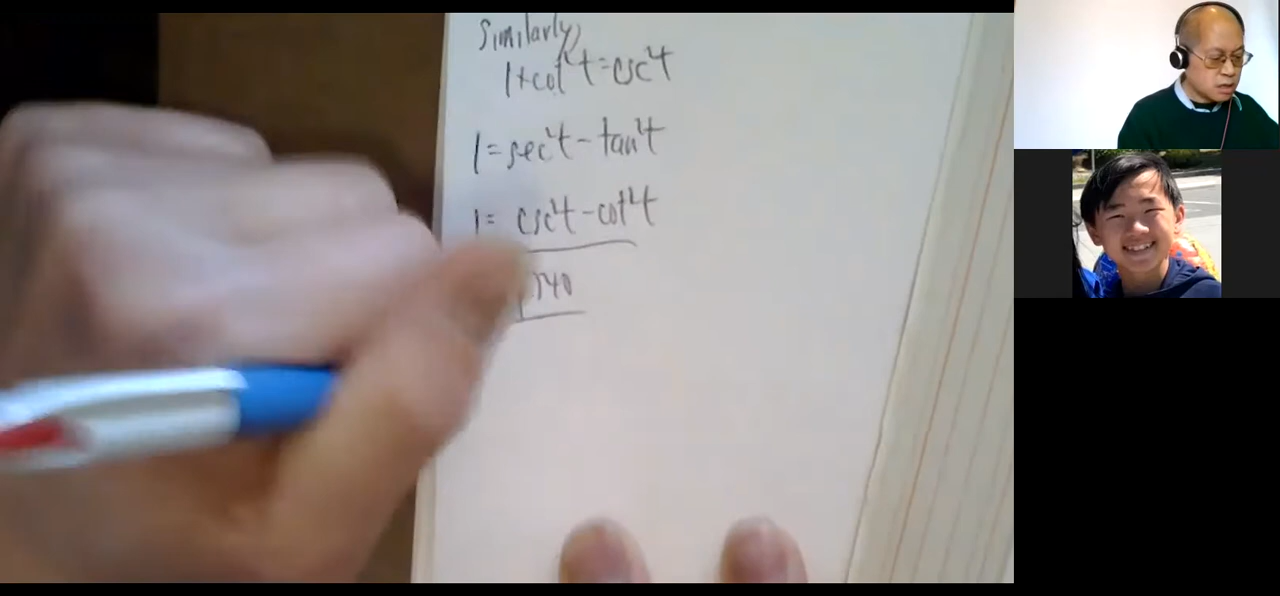 Similarly,
1+cot²t=csc²t
1=sec²t-tan²t
1=csc²t-cot²t